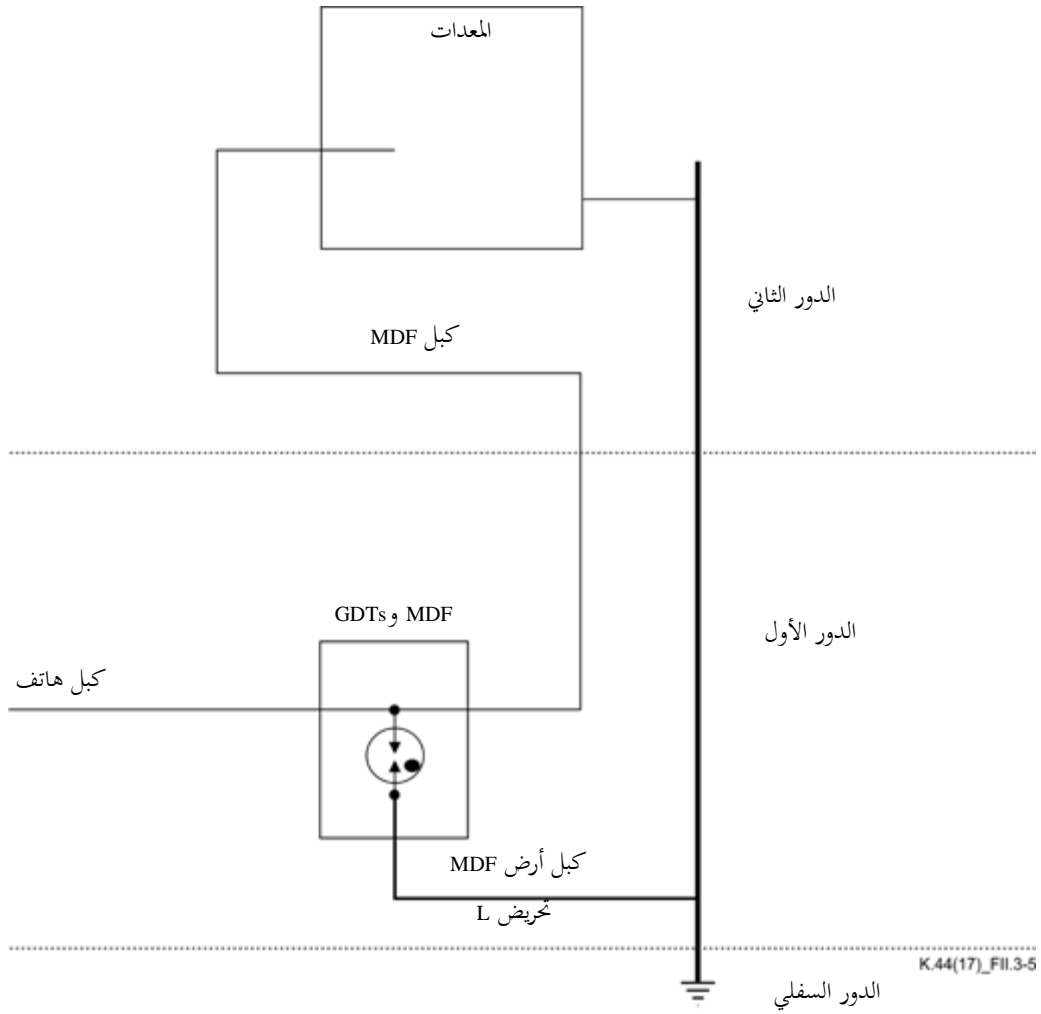 المعدات
الدور الثاني
كبل MDF
MDF وGDTs
الدور الأول
كبل هاتف
كبل أرض MDF
تحريض L
K.44(17)_FII.3-5
الدور السفلي